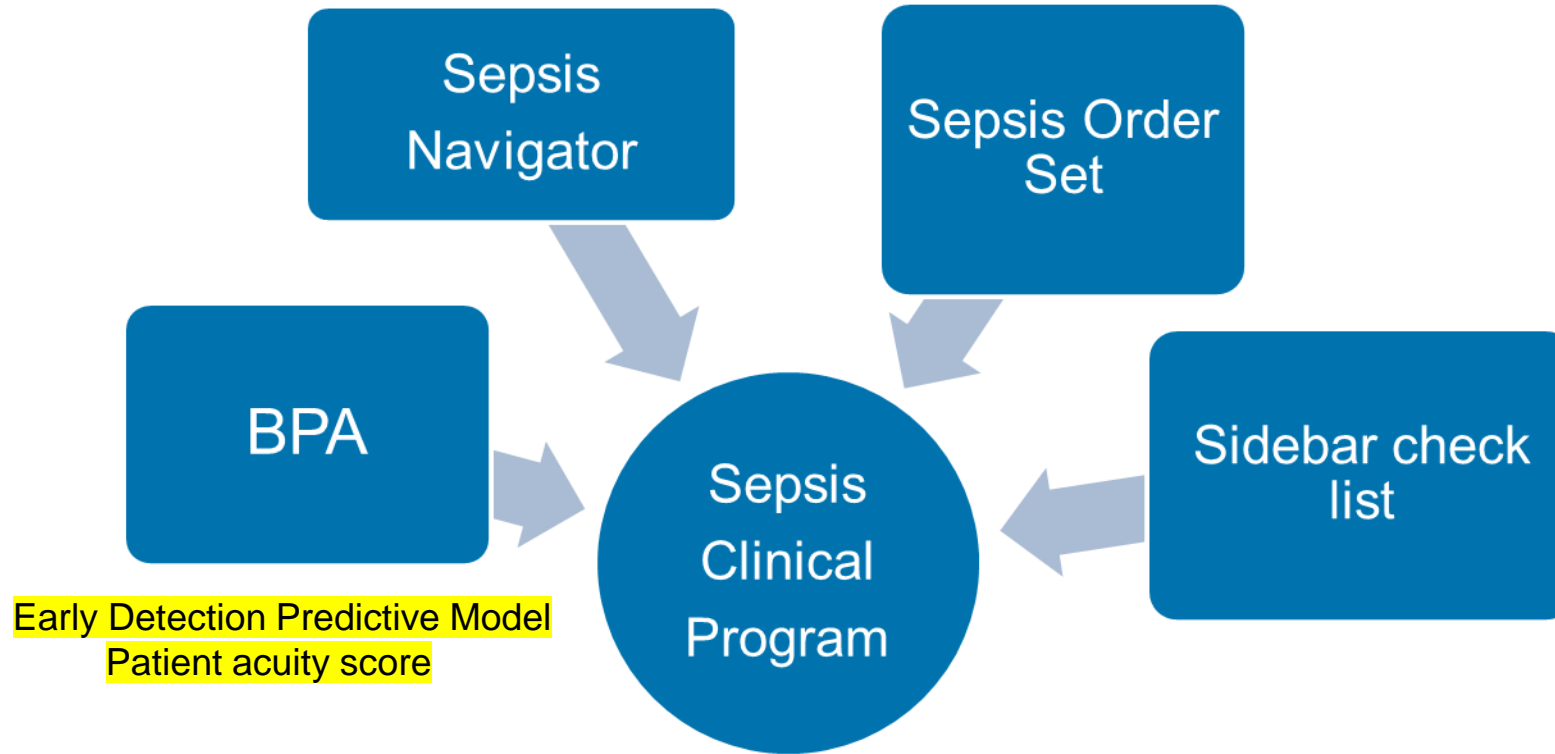 Sepsis
Navigator
Sepsis Order
Set
BPA
Sidebar check
list
Sepsis
Clinical
Program
Early Detection Predictive Model
Patient acuity score